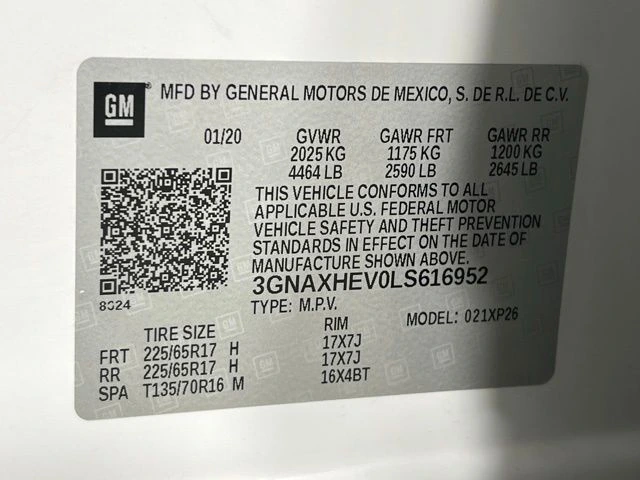 GM MFD BY GENERAL MOTORS DE MEXICO, S. DE R.L. DE C.V.
01/20 GVWR GAWR FRT GAWR RR
2025 KG 1175 KG 1200 KG
4464 LB 2590 LB 2645 LB
THIS VEHICLE CONFORMS TO ALL
APPLICABLE U.S. FEDERAL MOTOR
VEHICLE SAFETY AND THEFT PREVENTION
STANDARDS IN EFFECT ON THE DATE OF
MANUFACTURE SHOWN ABOVE.
3GNAXHEV0LS616952
8024
TYPE: M.P.V. MODEL: 021XP26
TIRE SIZE RIM
FRT 225/65R17 H 17X7J
RR 225/65R17 H 17X7J
SPA T135/70R16 M 16X4BT